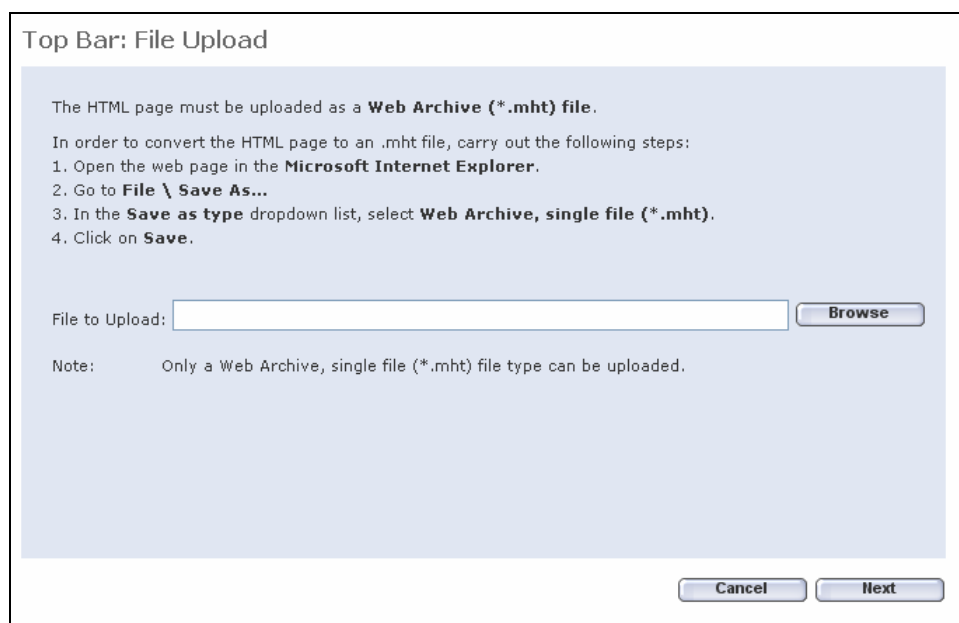 Top Bar: File Upload
The HTML page must be uploaded as a Web Archive (*.mht) file.
In order to convert the HTML page to an .mht file, carry out the following steps:
1. Open the web page in the Microsoft Internet Explorer.
2. Go to File \ Save As...
3. In the Save as type dropdown list, select Web Archive, single file (*.mht).
4. Click on Save.
File to Upload: Browse
Note: Only a Web Archive, single file (*.mht) file type can be uploaded.
Cancel Next